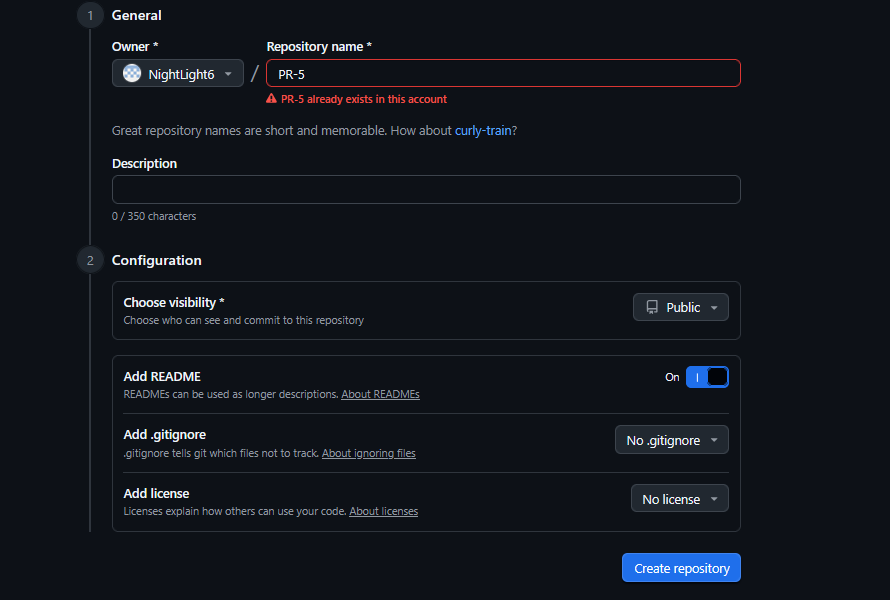 1 General
Owner * Repository name *
NightLight6 / PR-5
PR-5 already exists in this account
Great repository names are short and memorable. How about curly-train?
Description
0 / 350 characters
2 Configuration
Choose visibility *
Public
Choose who can see and commit to this repository
Add README
On
READMEs can be used as longer descriptions. About READMEs
Add .gitignore
No .gitignore
.gitignore tells git which files not to track. About ignoring files
Add license
No license
Licenses explain how others can use your code. About licenses
Create repository